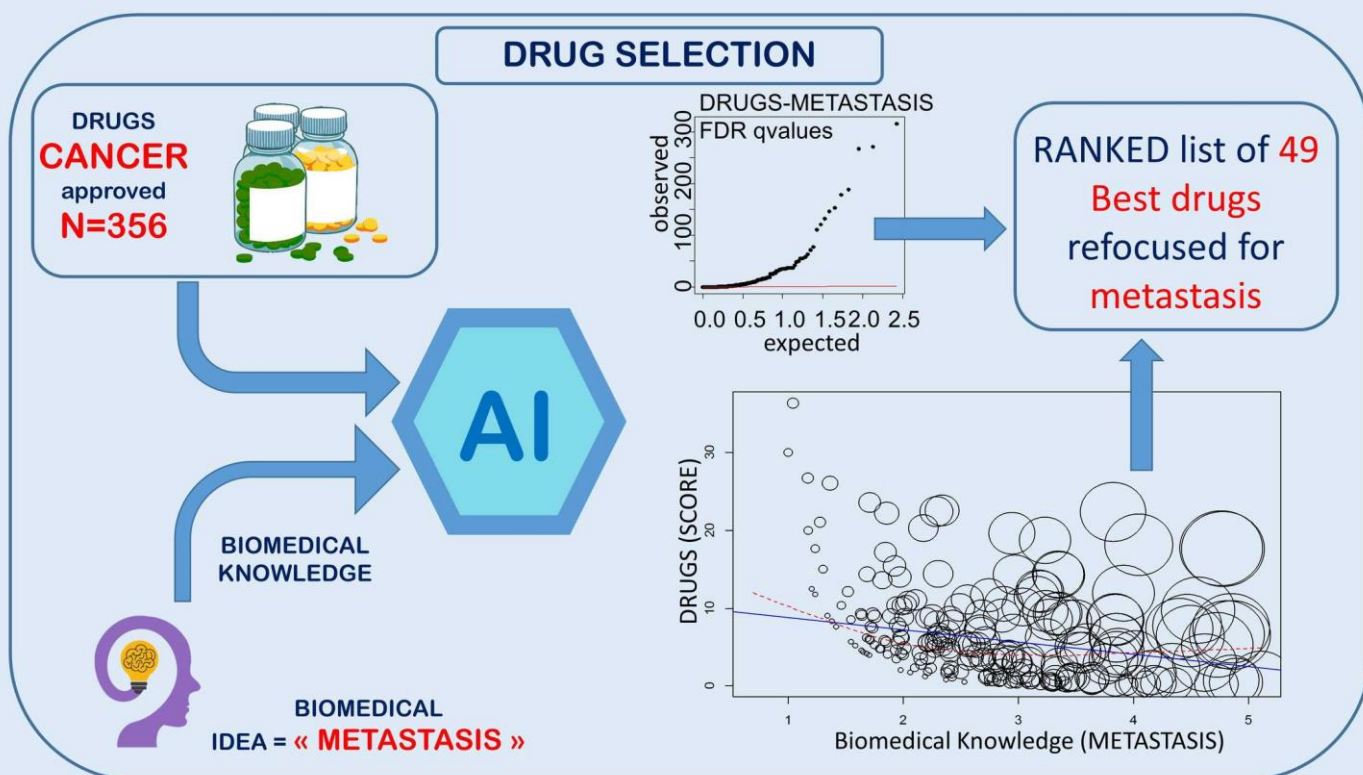 DRUG SELECTION
DRUGS
CANCER
approved
N=356
BIOMEDICAL
KNOWLEDGE
BIOMEDICAL
IDEA = « METASTASIS »
AI
DRUGS-METASTASIS
FDR qvalues
observed
300
200
100
0
0.0 0.5 1.0 1.5 2.0 2.5
expected
RANKED list of 49
Best drugs
refocused for
metastasis
DRUGS (SCORE)
30
20
10
0
1 2 3 4 5
Biomedical Knowledge (METASTASIS)